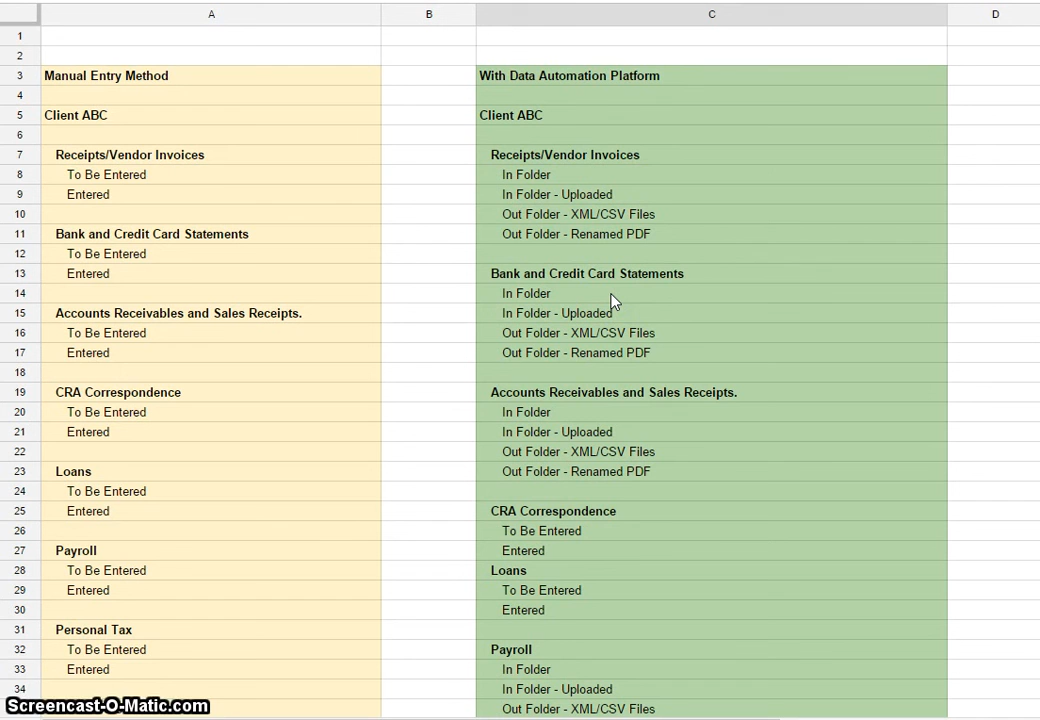 A B C D
1
2
3 Manual Entry Method With Data Automation Platform
4
5 Client ABC Client ABC
6
7 Receipts/Vendor Invoices Receipts/Vendor Invoices
8 To Be Entered In Folder
9 Entered In Folder - Uploaded
10 Out Folder - XML/CSV Files
11 Bank and Credit Card Statements Out Folder - Renamed PDF
12 To Be Entered
13 Entered Bank and Credit Card Statements
14 In Folder
15 Accounts Receivables and Sales Receipts. In Folder - Uploaded
16 To Be Entered Out Folder - XML/CSV Files
17 Entered Out Folder - Renamed PDF
18
19 CRA Correspondence Accounts Receivables and Sales Receipts.
20 To Be Entered In Folder
21 Entered In Folder - Uploaded
22 Out Folder - XML/CSV Files
23 Loans Out Folder - Renamed PDF
24 To Be Entered
25 Entered CRA Correspondence
26 To Be Entered
27 Payroll Entered
28 To Be Entered Loans
29 Entered To Be Entered
30 Entered
31 Personal Tax
32 To Be Entered Payroll
33 Entered In Folder
34 In Folder - Uploaded
Screencast-O-Matic.com Out Folder - XML/CSV Files